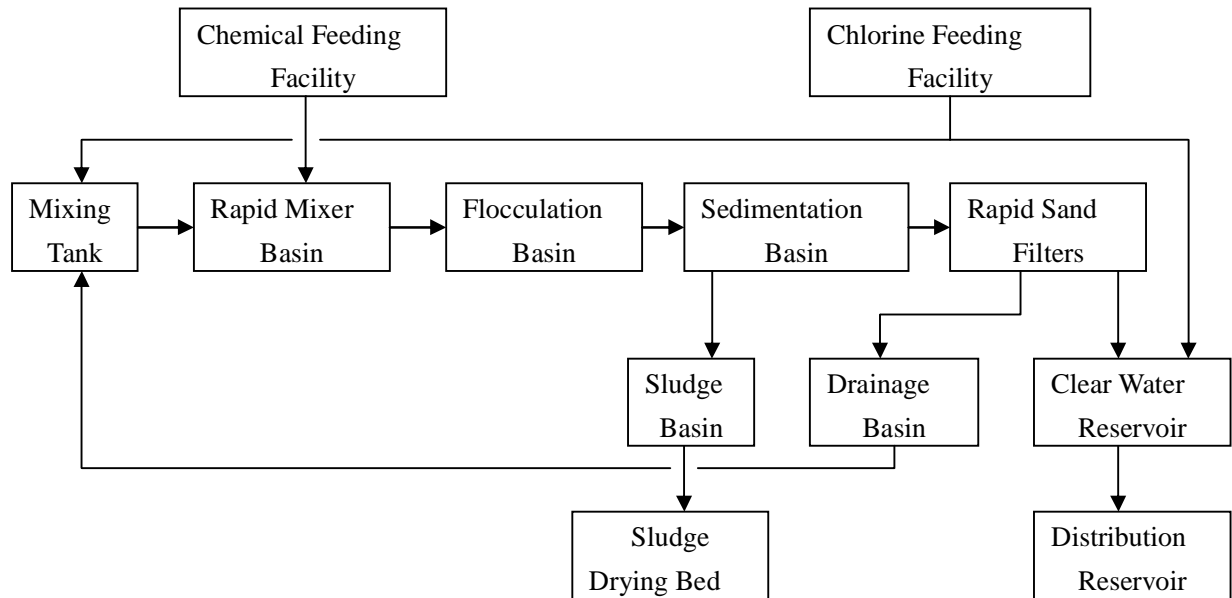 Chemical Feeding
Facility
Chlorine Feeding
Facility
Mixing
Tank
Rapid Mixer
Basin
Flocculation
Basin
Sedimentation
Basin
Rapid Sand
Filters
Sludge
Basin
Drainage
Basin
Clear Water
Reservoir
Sludge
Drying Bed
Distribution
Reservoir